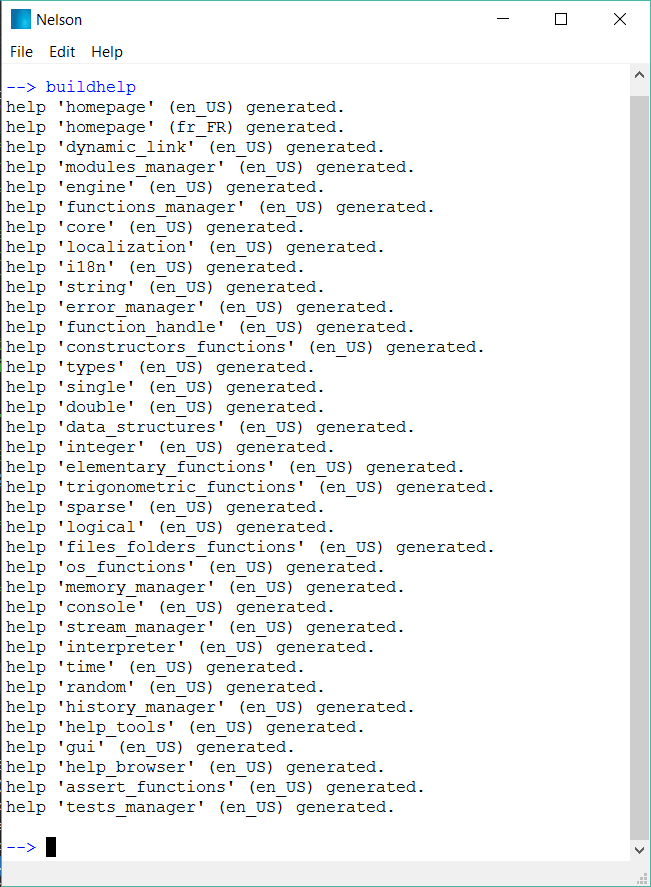 Nelson
File Edit Help
--> buildhelp
help 'homepage' (en_US) generated.
help 'homepage' (fr_FR) generated.
help 'dynamic_link' (en_US) generated.
help 'modules_manager' (en_US) generated.
help 'engine' (en_US) generated.
help 'functions_manager' (en_US) generated.
help 'core' (en_US) generated.
help 'localization' (en_US) generated.
help 'i18n' (en_US) generated.
help 'string' (en_US) generated.
help 'error_manager' (en_US) generated.
help 'function_handle' (en_US) generated.
help 'constructors_functions' (en_US) generated.
help 'types' (en_US) generated.
help 'single' (en_US) generated.
help 'double' (en_US) generated.
help 'data_structures' (en_US) generated.
help 'integer' (en_US) generated.
help 'elementary_functions' (en_US) generated.
help 'trigonometric_functions' (en_US) generated.
help 'sparse' (en_US) generated.
help 'logical' (en_US) generated.
help 'files_folders_functions' (en_US) generated.
help 'os_functions' (en_US) generated.
help 'memory_manager' (en_US) generated.
help 'console' (en_US) generated.
help 'stream_manager' (en_US) generated.
help 'interpreter' (en_US) generated.
help 'time' (en_US) generated.
help 'random' (en_US) generated.
help 'history_manager' (en_US) generated.
help 'help_tools' (en_US) generated.
help 'gui' (en_US) generated.
help 'help_browser' (en_US) generated.
help 'assert_functions' (en_US) generated.
help 'tests_manager' (en_US) generated.
-->